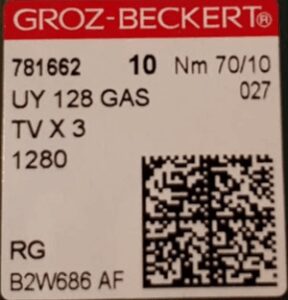 GROZ-BECKERT®
781662 10 Nm 70/10
UY 128 GAS 027
TV X 3
1280
RG
B2W686 AF